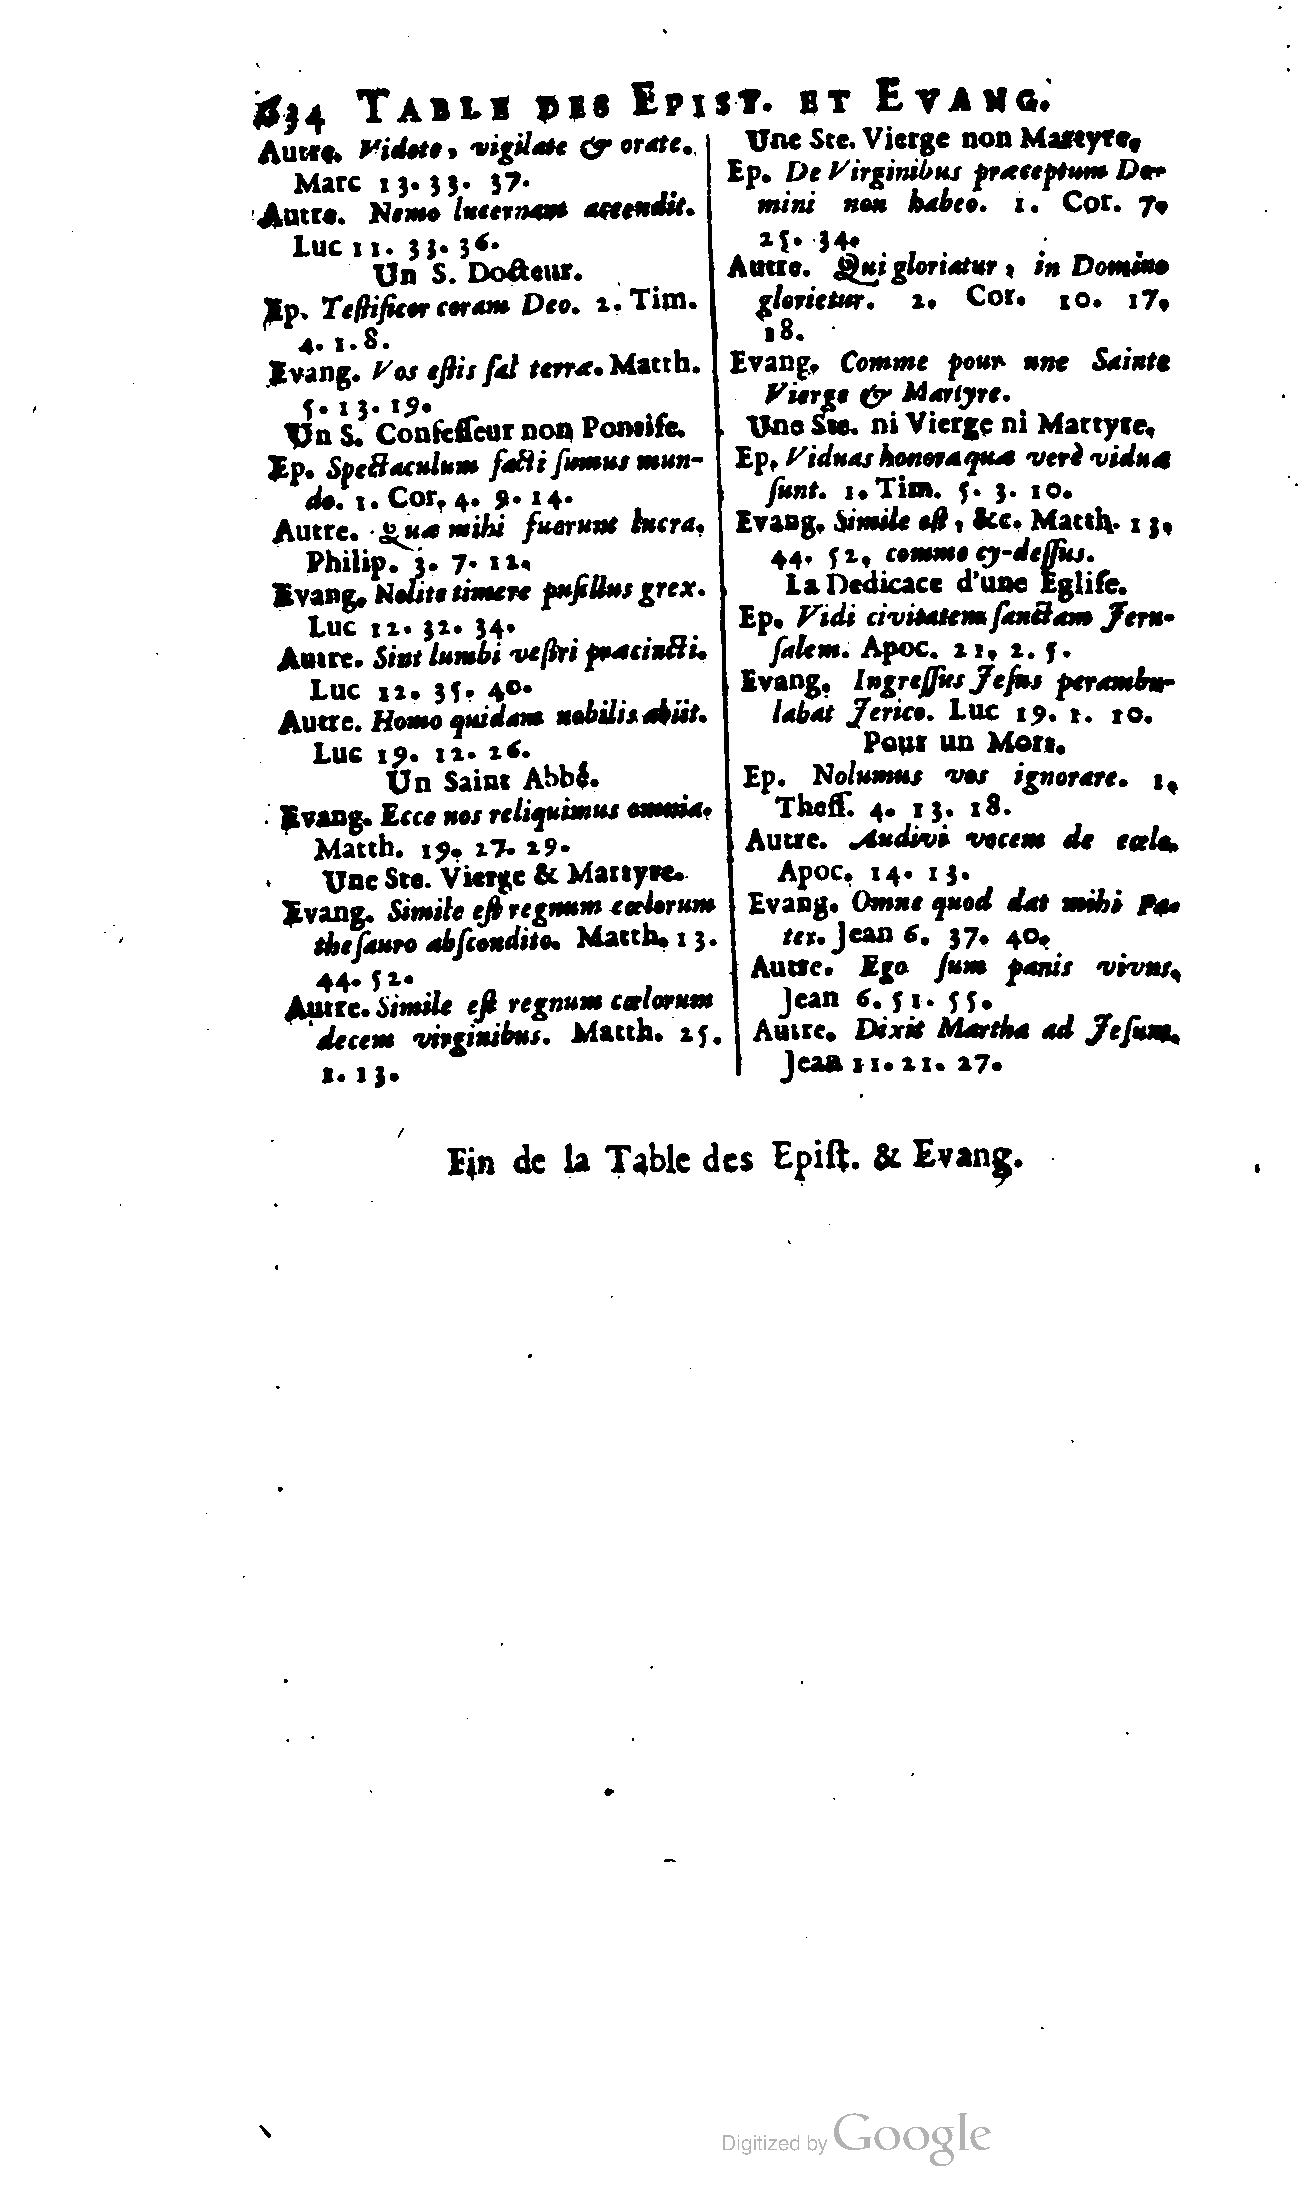 634 TABLE DES EPIST. ET EVANG.
Autre. Videte, vigilate & orate.
Marc 13. 33. 37.
Autre. Nemo lucernam accendit.
Luc 11. 33. 36.
Un S. Docteur.
Ep. Teſtificor coram Deo. 2. Tim.
4. 1. 8.
Evang. Vos eſtis ſal terræ. Matth.
5. 13. 19.
Un S. Confeſſeur non Pontife.
Ep. Spectaculum facti ſumus mun-
do. 1. Cor. 4. 9. 14.
Autre. Quæ mihi fuerunt lucra.
Philip. 3. 7. 12.
Evang. Nolite timere puſillus grex.
Luc 12. 32. 34.
Autre. Sint lumbi veſtri præcincti.
Luc 12. 35. 40.
Autre. Homo quidam nobilis abiit.
Luc 19. 12. 26.
Un Saint Abbé.
Evang. Ecce nos reliquimus omnia.
Matth. 19. 27. 29.
Une Ste. Vierge & Martyre.
Evang. Simile eſt regnum cœlorum
theſauro abſcondito. Matth. 13.
44. 52.
Autre. Simile eſt regnum cœlorum
decem virginibus. Matth. 25.
1. 13.
Une Ste. Vierge non Martyre.
Ep. De Virginibus præceptum Do-
mini non habeo. 1. Cor. 7.
25. 34.
Autre. Qui gloriatur, in Domino
glorietur. 2. Cor. 10. 17.
18.
Evang. Comme pour une Sainte
Vierge & Martyre.
Une Ste. ni Vierge ni Martyre.
Ep. Viduas honora quæ verè viduæ
ſunt. 1. Tim. 5. 3. 10.
Evang. Simile eſt, &c. Matth. 13.
44. 52. comme cy-deſſus.
La Dedicace d'une Egliſe.
Ep. Vidi civitatem ſanctam Jeru-
ſalem. Apoc. 21. 2. 5.
Evang. Ingreſſus Jeſus perambu-
labat Jerico. Luc 19. 1. 10.
Pour un Mort.
Ep. Nolumus vos ignorare. 1.
Theſſ. 4. 13. 18.
Autre. Audivi vocem de cœlo.
Apoc. 14. 13.
Evang. Omne quod dat mihi Pa-
ter. Jean 6. 37. 40.
Autre. Ego ſum panis vivus.
Jean 6. 51. 55.
Autre. Dixit Martha ad Jeſum.
Jean 11. 21. 27.
Fin de la Table des Epiſt. & Evang.
Digitized by Google